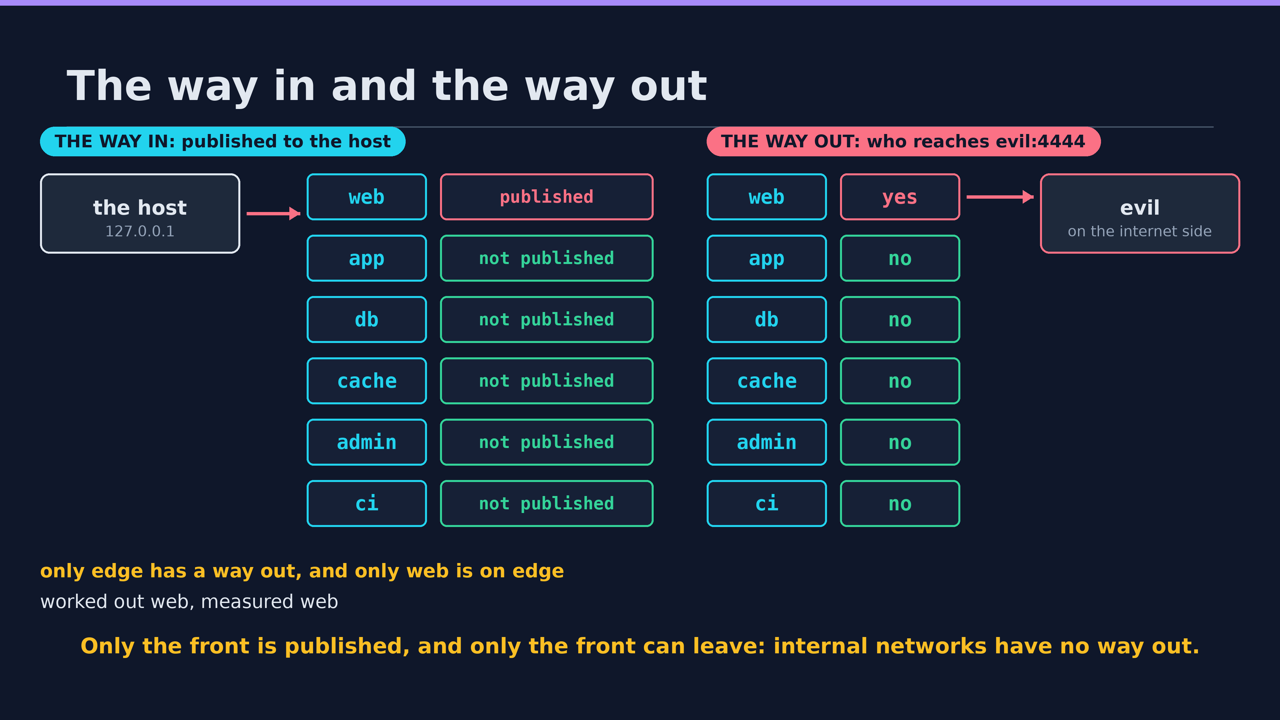 The way in and the way out
THE WAY IN: published to the host
THE WAY OUT: who reaches evil:4444
the host
127.0.0.1
web
published
app
not published
db
not published
cache
not published
admin
not published
ci
not published
web
yes
app
no
db
no
cache
no
admin
no
ci
no
evil
on the internet side
only edge has a way out, and only web is on edge
worked out web, measured web
Only the front is published, and only the front can leave: internal networks have no way out.